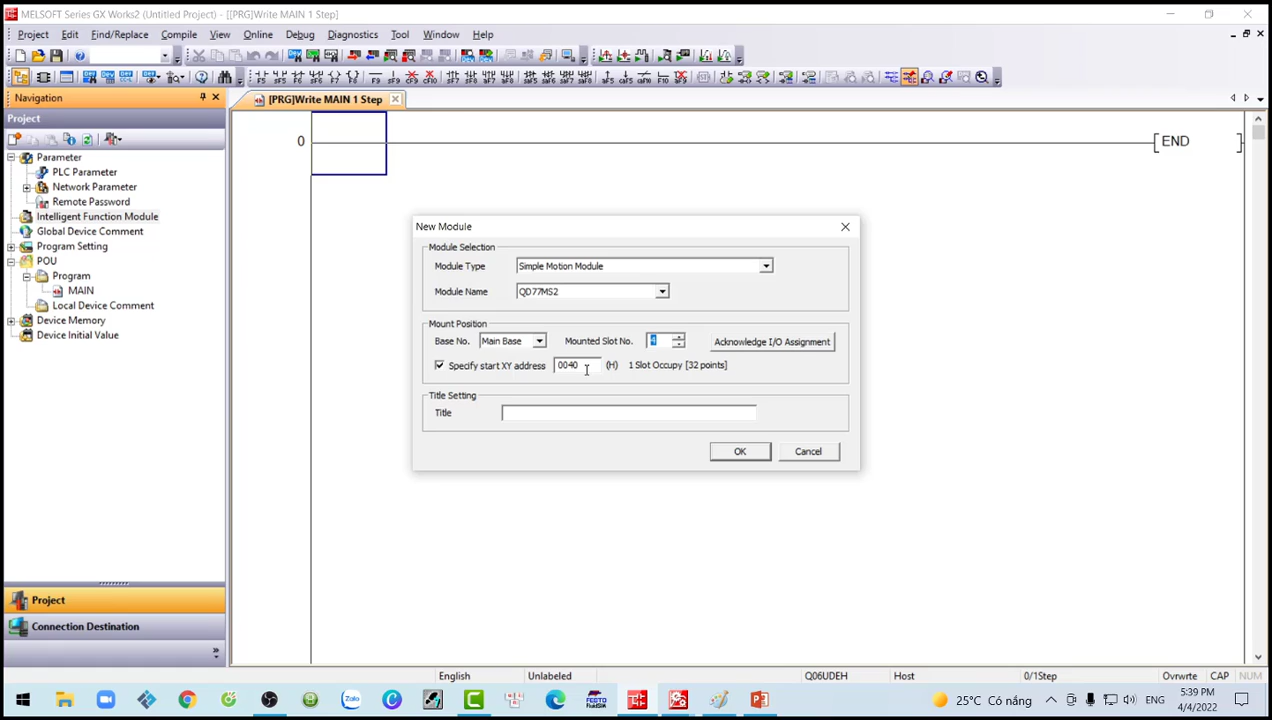 MELSOFT Series GX Works2 (Untitled Project) - [[PRG]Write MAIN 1 Step]
Project Edit Find/Replace Compile View Online Debug Diagnostics Tool Window Help
Navigation
[PRG]Write MAIN 1 Step
Project
Parameter
PLC Parameter
Network Parameter
Remote Password
Intelligent Function Module
Global Device Comment
Program Setting
POU
Program
MAIN
Local Device Comment
Device Memory
Device Initial Value
0
END
New Module
Module Selection
Module Type Simple Motion Module
Module Name QD77MS2
Mount Position
Base No. Main Base Mounted Slot No. 4 Acknowledge I/O Assignment
Specify start XY address 0040 (H) 1 Slot Occupy [32 points]
Title Setting
Title
OK Cancel
Project
Connection Destination
English Unlabeled Q06UDEH Host 0/1Step Ovrwrte CAP NUM
Zalo
FESTO
25°C Có nắng ENG 5:39 PM
4/4/2022